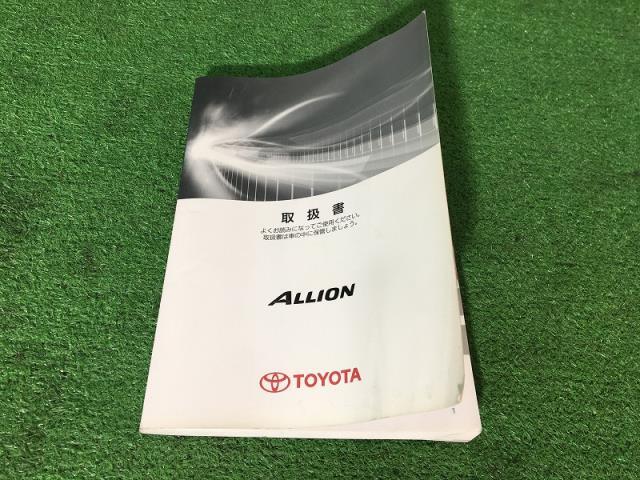 取扱書
よくお読みになってご使用ください。
取扱書は車の中に保管しましょう。
ALLION
TOYOTA